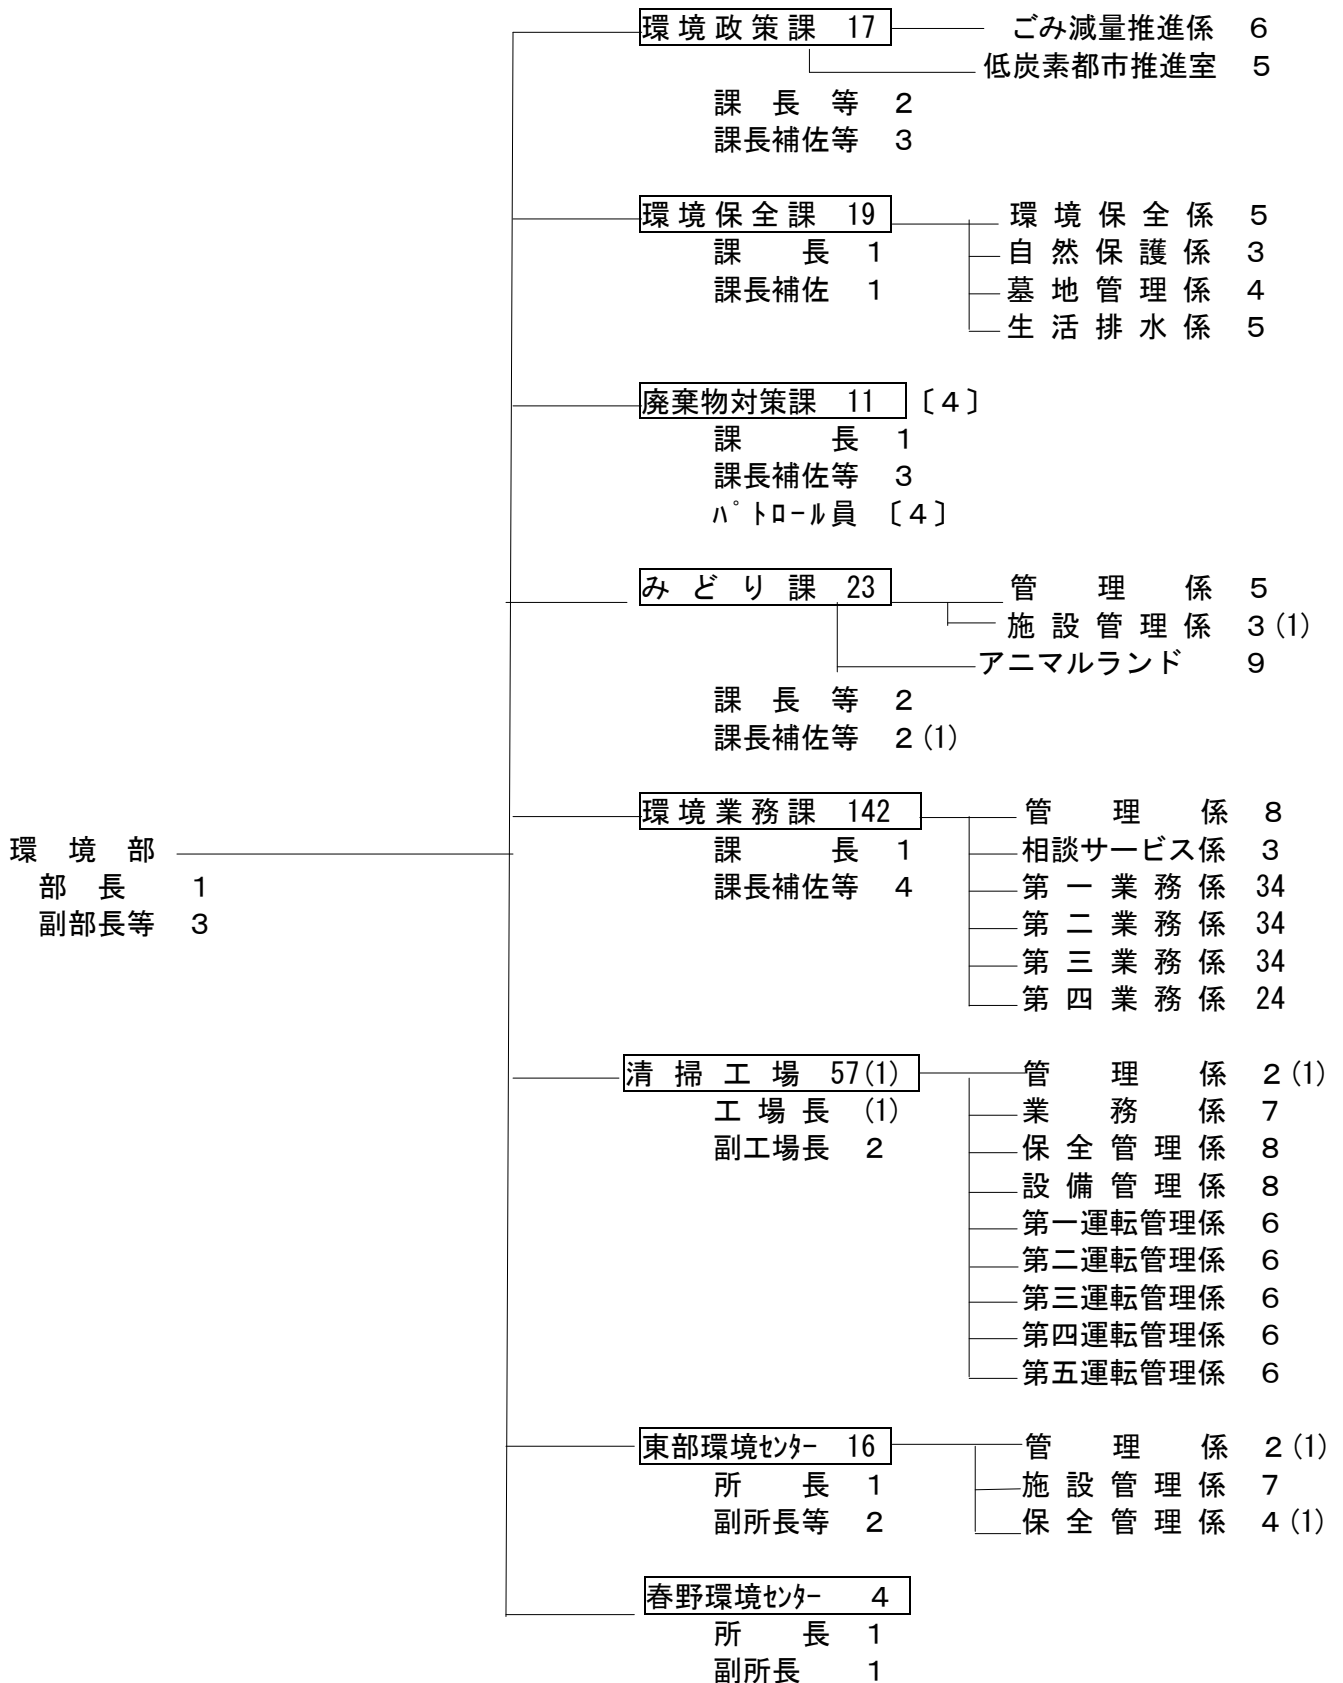 環境政策課 17 ごみ減量推進係 6
低炭素都市推進室 5
課長等 2
課長補佐等 3
環境保全課 19 環境保全係 5
課長 1 自然保護係 3
課長補佐 1 墓地管理係 4
生活排水係 5
廃棄物対策課 11 〔4〕
課長 1
課長補佐等 3
ﾊﾟﾄﾛｰﾙ員 〔4〕
みどり課 23 管理係 5
施設管理係 3(1)
アニマルランド 9
課長等 2
課長補佐等 2(1)
環境業務課 142 管理係 8
環境部 課長 1 相談サービス係 3
部長 1 課長補佐等 4 第一業務係 34
副部長等 3 第二業務係 34
第三業務係 34
第四業務係 24
清掃工場 57(1) 管理係 2(1)
工場長 (1) 業務係 7
副工場長 2 保全管理係 8
設備管理係 8
第一運転管理係 6
第二運転管理係 6
第三運転管理係 6
第四運転管理係 6
第五運転管理係 6
東部環境ｾﾝﾀｰ 16 管理係 2(1)
所長 1 施設管理係 7
副所長等 2 保全管理係 4(1)
春野環境ｾﾝﾀｰ 4
所長 1
副所長 1